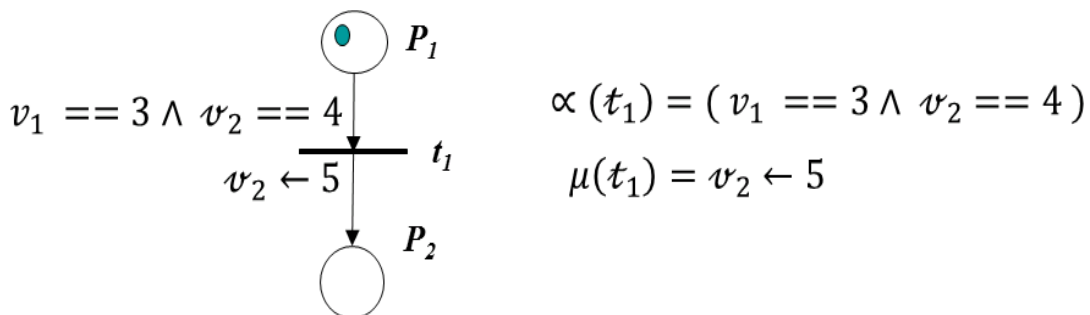 P₁
v₁ == 3 ∧ v₂ == 4
∝ (t₁) = ( v₁ == 3 ∧ v₂ == 4 )
t₁
v₂ ← 5
μ(t₁) = v₂ ← 5
P₂